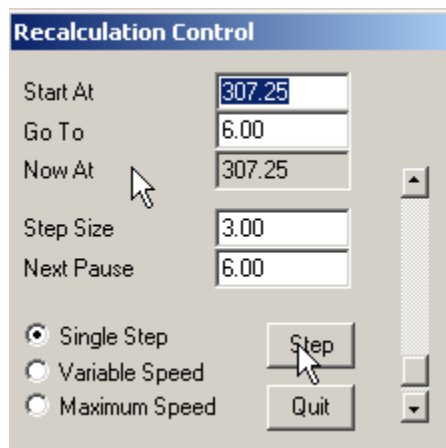 Recalculation Control
Start At 307.25
Go To 6.00
Now At 307.25
Step Size 3.00
Next Pause 6.00
Single Step Step
Variable Speed
Maximum Speed Quit